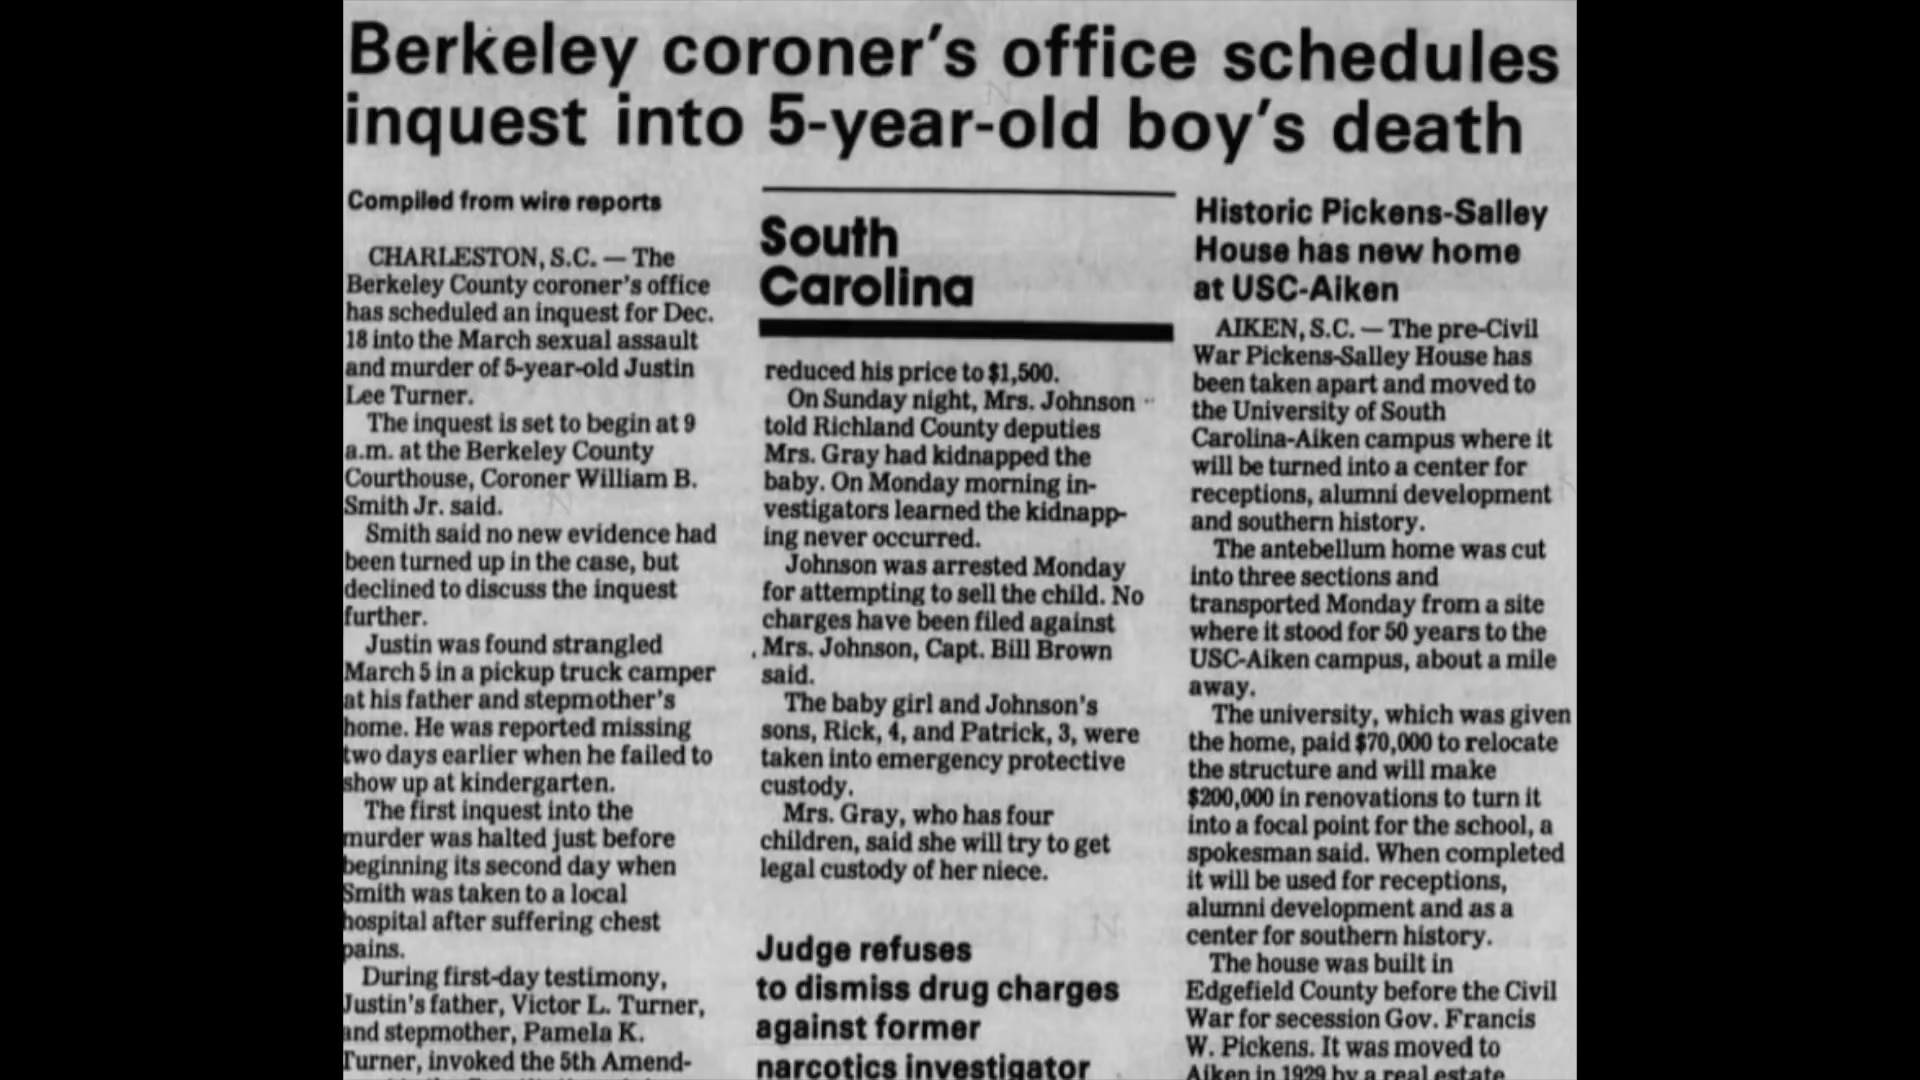 Berkeley coroner's office schedules
inquest into 5-year-old boy's death
Compiled from wire reports
CHARLESTON, S.C. — The
Berkeley County coroner's office
has scheduled an inquest for Dec.
18 into the March sexual assault
and murder of 5-year-old Justin
Lee Turner.
The inquest is set to begin at 9
a.m. at the Berkeley County
Courthouse, Coroner William B.
Smith Jr. said.
Smith said no new evidence had
been turned up in the case, but
declined to discuss the inquest
further.
Justin was found strangled
March 5 in a pickup truck camper
at his father and stepmother's
home. He was reported missing
two days earlier when he failed to
show up at kindergarten.
The first inquest into the
murder was halted just before
beginning its second day when
Smith was taken to a local
hospital after suffering chest
pains.
During first-day testimony,
Justin's father, Victor L. Turner,
and stepmother, Pamela K.
Turner, invoked the 5th Amend-
South
Carolina
reduced his price to $1,500.
On Sunday night, Mrs. Johnson
told Richland County deputies
Mrs. Gray had kidnapped the
baby. On Monday morning in-
vestigators learned the kidnapp-
ing never occurred.
Johnson was arrested Monday
for attempting to sell the child. No
charges have been filed against
Mrs. Johnson, Capt. Bill Brown
said.
The baby girl and Johnson's
sons, Rick, 4, and Patrick, 3, were
taken into emergency protective
custody.
Mrs. Gray, who has four
children, said she will try to get
legal custody of her niece.
Judge refuses
to dismiss drug charges
against former
narcotics investigator
Historic Pickens-Salley
House has new home
at USC-Aiken
AIKEN, S.C. — The pre-Civil
War Pickens-Salley House has
been taken apart and moved to
the University of South
Carolina-Aiken campus where it
will be turned into a center for
receptions, alumni development
and southern history.
The antebellum home was cut
into three sections and
transported Monday from a site
where it stood for 50 years to the
USC-Aiken campus, about a mile
away.
The university, which was given
the home, paid $70,000 to relocate
the structure and will make
$200,000 in renovations to turn it
into a focal point for the school, a
spokesman said. When completed
it will be used for receptions,
alumni development and as a
center for southern history.
The house was built in
Edgefield County before the Civil
War for secession Gov. Francis
W. Pickens. It was moved to
Aiken in 1929 by a real estate